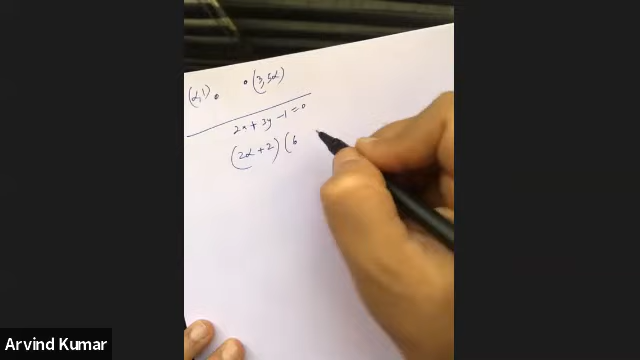 (α,1) . . (3,5α)
2x + 3y - 1 = 0
(2α + 2) (6
Arvind Kumar